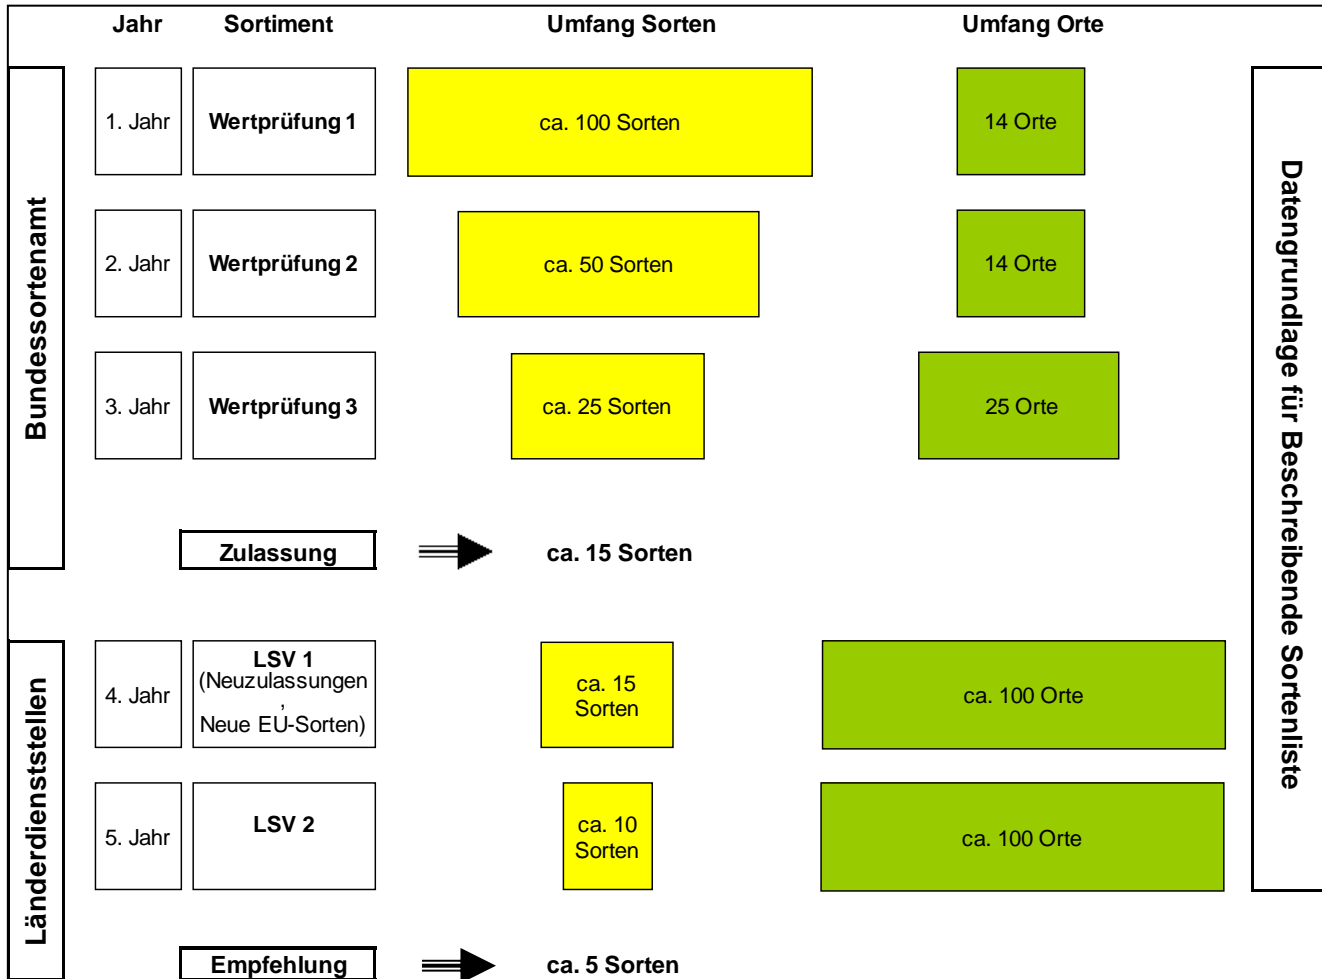 Jahr Sortiment Umfang Sorten Umfang Orte
Bundessortenamt
1. Jahr Wertprüfung 1 ca. 100 Sorten 14 Orte
2. Jahr Wertprüfung 2 ca. 50 Sorten 14 Orte
3. Jahr Wertprüfung 3 ca. 25 Sorten 25 Orte
Zulassung ca. 15 Sorten
Länderdienststellen
4. Jahr
LSV 1
(Neuzulassungen
,
Neue EU-Sorten)
ca. 15
Sorten
ca. 100 Orte
5. Jahr
LSV 2
ca. 10
Sorten
ca. 100 Orte
Empfehlung ca. 5 Sorten
Datengrundlage für Beschreibende Sortenliste